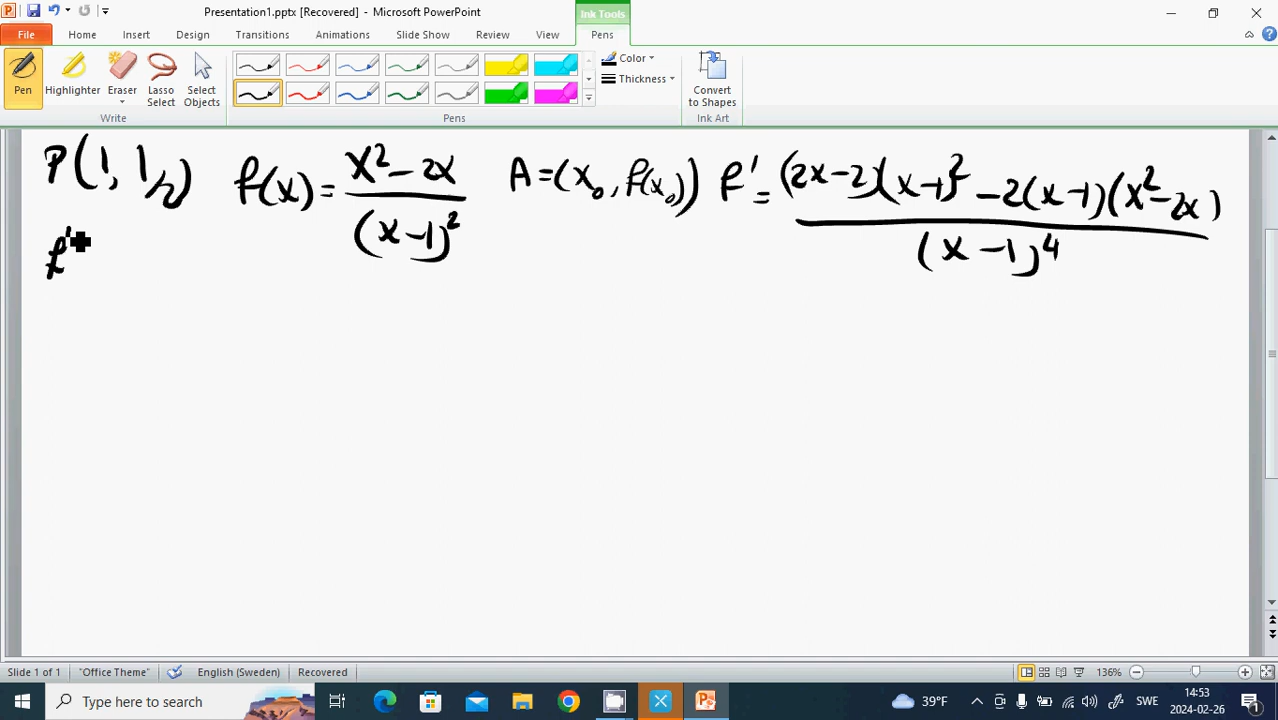 Presentation1.pptx [Recovered] - Microsoft PowerPoint
Ink Tools
File Home Insert Design Transitions Animations Slide Show Review View Pens
Pen Highlighter Eraser Lasso Select Select Objects
Color
Thickness
Convert to Shapes
Write Pens Ink Art
P(1, 1/2) f(x) = (x² - 2x)/(x-1)² A = (x₀, f(x₀)) f' = ((2x-2)(x-1)² - 2(x-1)(x² - 2x))/(x-1)⁴
f'
Slide 1 of 1 "Office Theme" English (Sweden) Recovered 136%
Type here to search 39°F SWE 14:53
2024-02-26